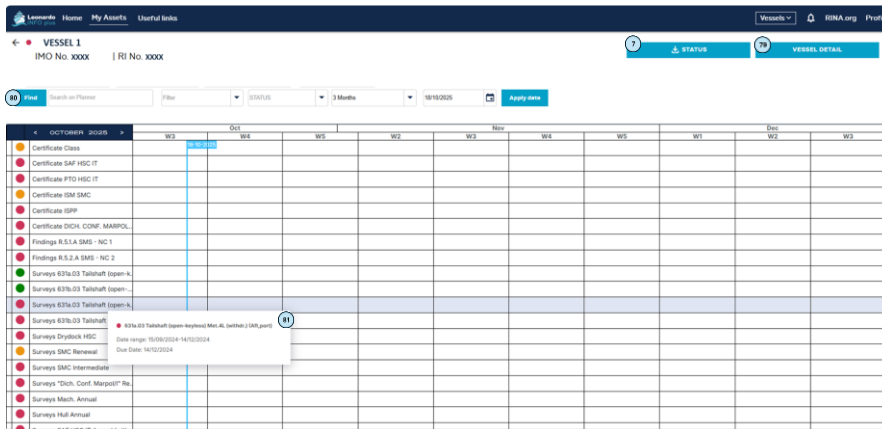 Leonardo INFO plus Home My Assets Useful links Vessels RINA.org
← VESSEL 1
IMO No. xxxx | RI No. xxxx
7 STATUS 79 VESSEL DETAIL
80 Find Search on Planner Filter STATUS 3 Months 18/10/2025 Apply date
< OCTOBER 2025 > Oct Nov Dec
W3 W4 W5 W2 W3 W4 W5 W1 W2 W3
Certificate Class
Certificate SAF HSC IT
Certificate PTO HSC IT
Certificate ISM SMC
Certificate ISPP
Certificate DICH. CONF. MARPOL...
Findings R.5.1.A SMS - NC 1
Findings R.5.2.A SMS - NC 2
Surveys 631a.03 Tailshaft (open-k.
Surveys 631b.03 Tailshaft (open-...
Surveys 631a.03 Tailshaft (open-k.
Surveys 631b.03 Tailshaft
81
631a.03 Tailshaft (open-keyless) Met.4L (withdr.) (Aft,port)
Date range: 15/09/2024-14/12/2024
Due Date: 14/12/2024
Surveys Drydock HSC
Surveys SMC Renewal
Surveys SMC Intermediate
Surveys "Dich. Conf. Marpol/I" Re..
Surveys Mach. Annual
Surveys Hull Annual